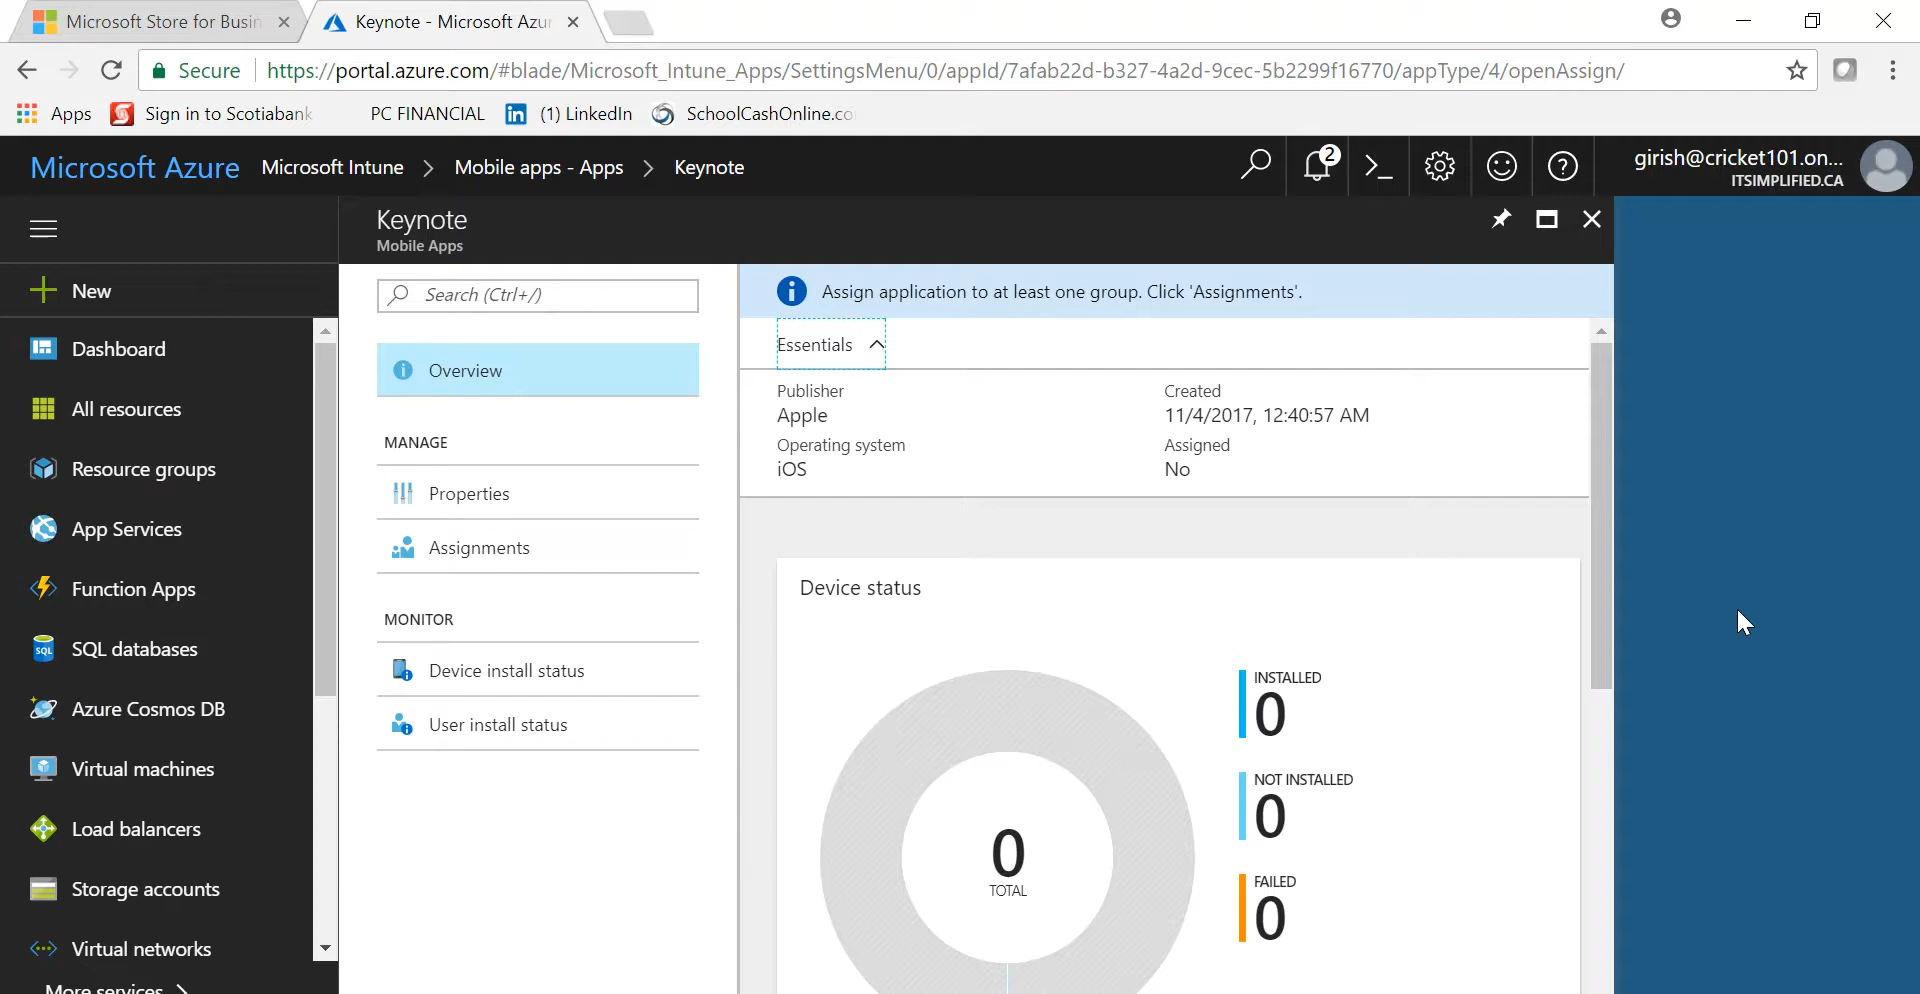 Microsoft Store for Busin
Keynote - Microsoft Azu
Secure
https://portal.azure.com/#blade/Microsoft_Intune_Apps/SettingsMenu/0/appId/7afab22d-b327-4a2d-9cec-5b2299f16770/appType/4/openAssign/
Apps
Sign in to Scotiabank
PC FINANCIAL
(1) LinkedIn
SchoolCashOnline.co
Microsoft Azure
Microsoft Intune > Mobile apps - Apps > Keynote
2
girish@cricket101.on...
ITSIMPLIFIED.CA
New
Dashboard
All resources
Resource groups
App Services
Function Apps
SQL
SQL databases
Azure Cosmos DB
Virtual machines
Load balancers
Storage accounts
Virtual networks
More services >
Keynote
Mobile Apps
Search (Ctrl+/)
Overview
MANAGE
Properties
Assignments
MONITOR
Device install status
User install status
Assign application to at least one group. Click 'Assignments'.
Essentials
Publisher
Apple
Operating system
iOS
Created
11/4/2017, 12:40:57 AM
Assigned
No
Device status
0
TOTAL
INSTALLED
0
NOT INSTALLED
0
FAILED
0